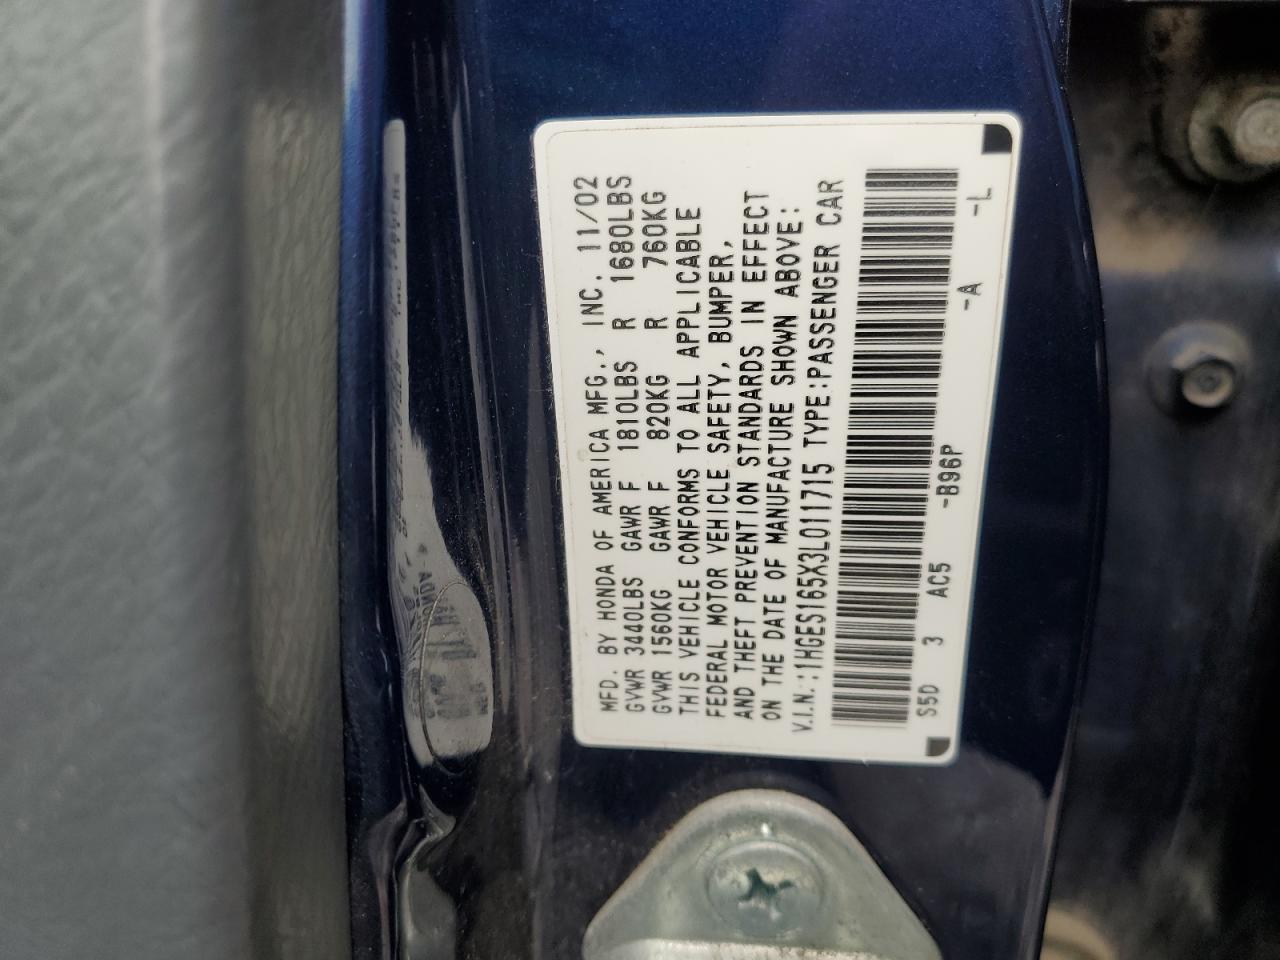 MFD. BY HONDA OF AMERICA MFG., INC. 11/02
GVWR 3440LBS GAWR F 1810LBS R 1680LBS
GVWR 1560KG GAWR F 820KG R 760KG
THIS VEHICLE CONFORMS TO ALL APPLICABLE
FEDERAL MOTOR VEHICLE SAFETY, BUMPER,
AND THEFT PREVENTION STANDARDS IN EFFECT
ON THE DATE OF MANUFACTURE SHOWN ABOVE:
V.I.N.:1HGES165X3L011715 TYPE:PASSENGER CAR
S5D 3 AC5 -B96P -A -L